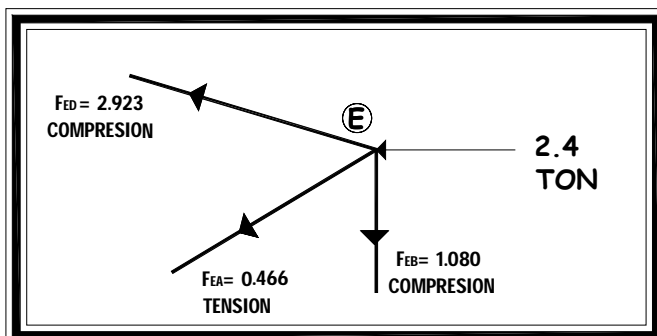 FED= 2.923
COMPRESION
E
2.4
TON
FEA= 0.466
TENSION
FEB= 1.080
COMPRESION